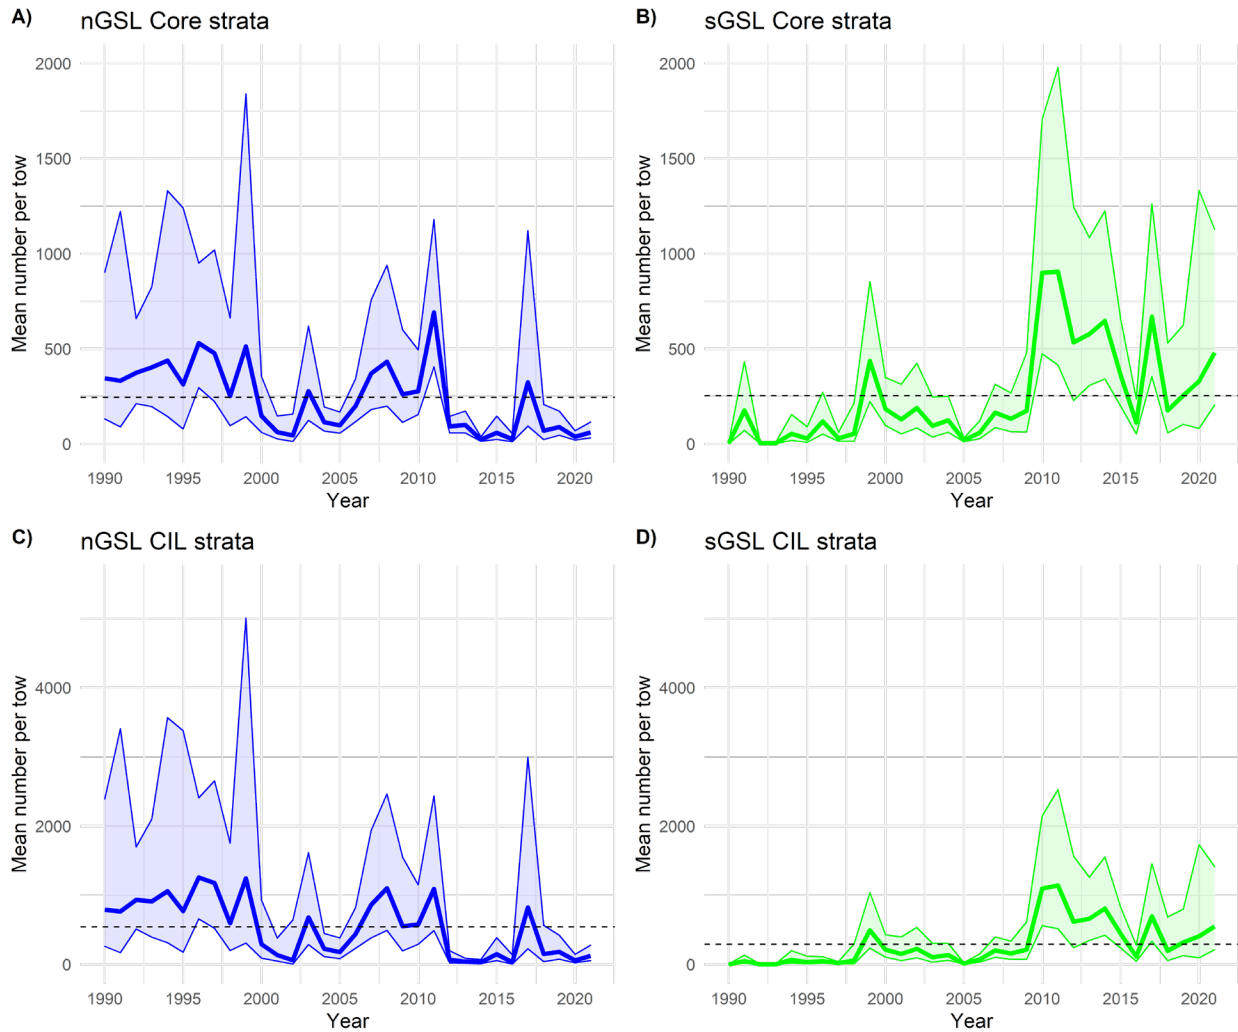 A) nGSL Core strata
Mean number per tow
2000
1500
1000
500
0
1990 1995 2000 2005 2010 2015 2020
Year
B) sGSL Core strata
Mean number per tow
2000
1500
1000
500
0
1990 1995 2000 2005 2010 2015 2020
Year
C) nGSL CIL strata
Mean number per tow
4000
2000
0
1990 1995 2000 2005 2010 2015 2020
Year
D) sGSL CIL strata
Mean number per tow
4000
2000
0
1990 1995 2000 2005 2010 2015 2020
Year